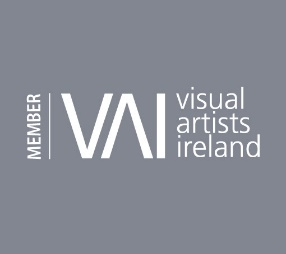 MEMBER
VAI
visual
artists
ireland